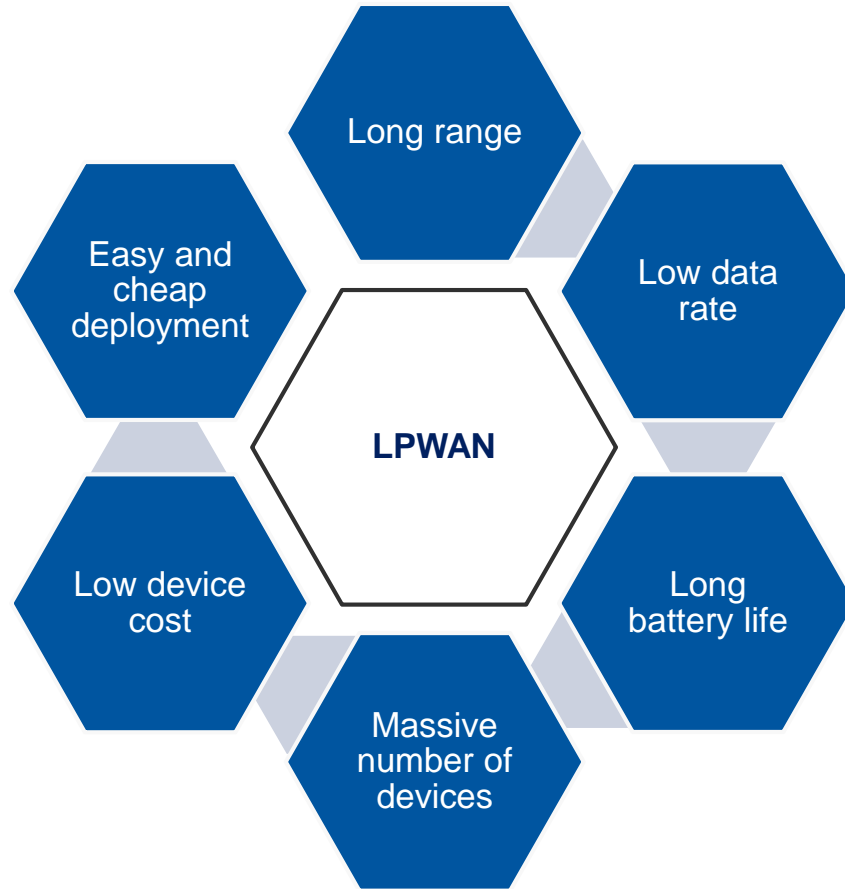 Long range
Low data
rate
Long
battery life
Massive
number of
devices
Low device
cost
Easy and
cheap
deployment
LPWAN